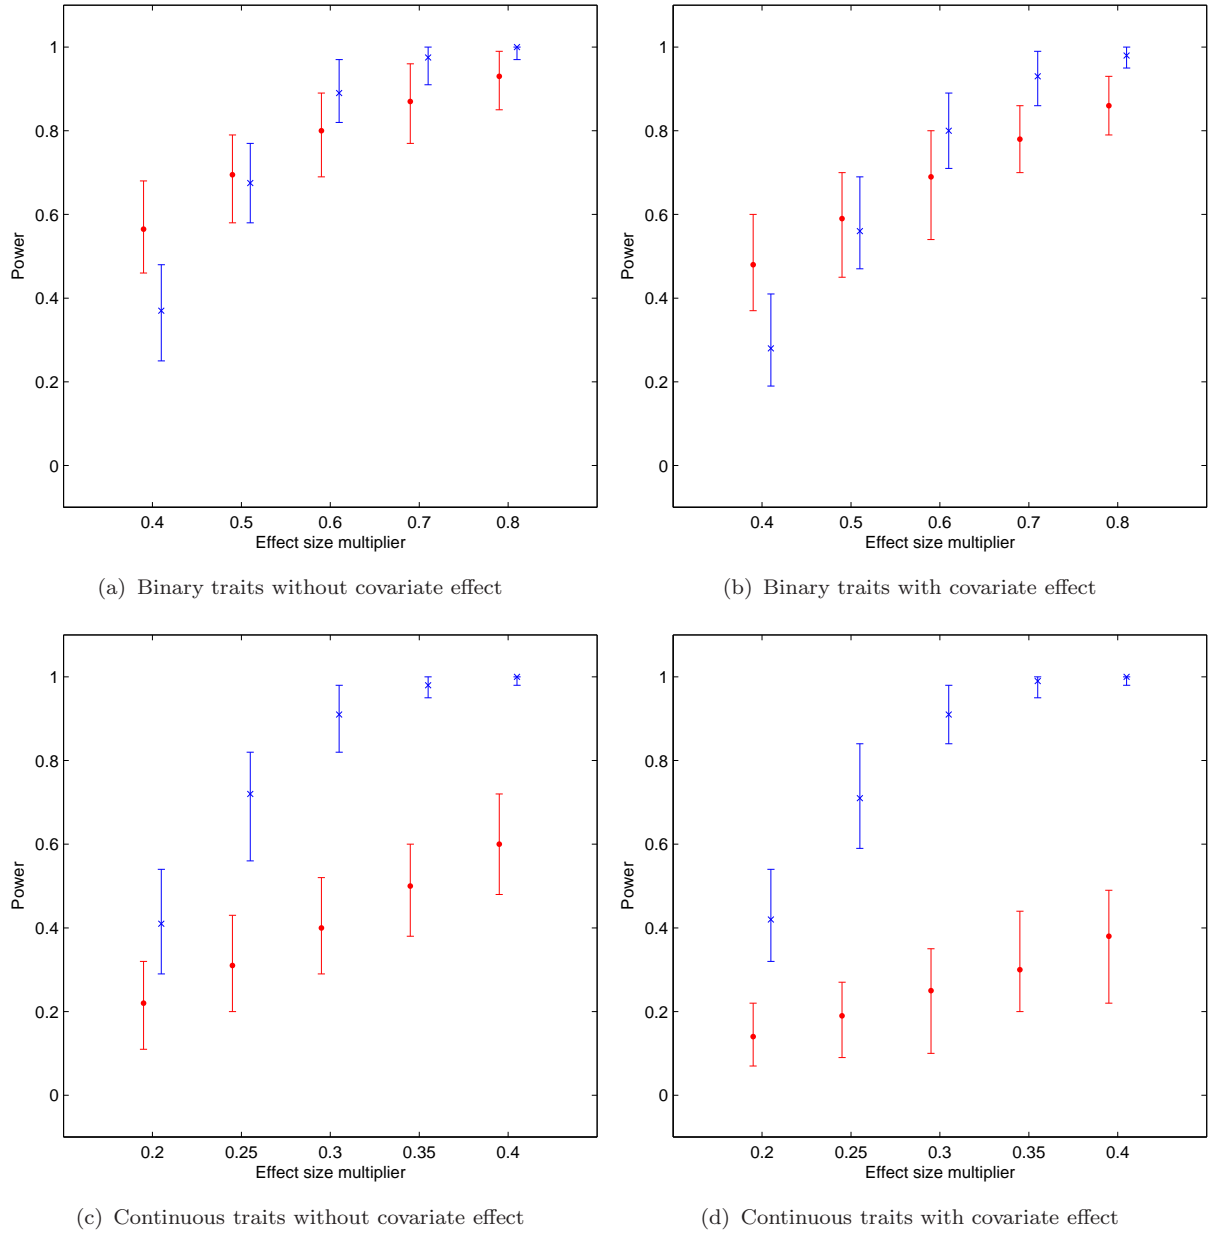 1
0.8
0.6
0.4
0.2
0
Power
0.4 0.5 0.6 0.7 0.8
Effect size multiplier
(a) Binary traits without covariate effect
1
0.8
0.6
0.4
0.2
0
Power
0.4 0.5 0.6 0.7 0.8
Effect size multiplier
(b) Binary traits with covariate effect
1
0.8
0.6
0.4
0.2
0
Power
0.2 0.25 0.3 0.35 0.4
Effect size multiplier
(c) Continuous traits without covariate effect
1
0.8
0.6
0.4
0.2
0
Power
0.2 0.25 0.3 0.35 0.4
Effect size multiplier
(d) Continuous traits with covariate effect